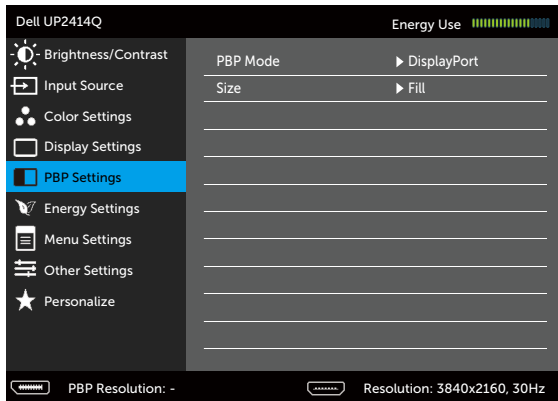 Dell UP2414Q Energy Use
Brightness/Contrast
PBP Mode DisplayPort
Input Source
Size Fill
Color Settings
Display Settings
PBP Settings
Energy Settings
Menu Settings
Other Settings
Personalize
PBP Resolution: - Resolution: 3840x2160, 30Hz